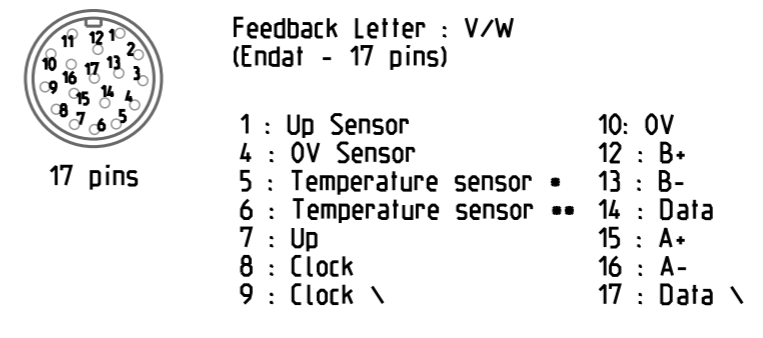 Feedback Letter : V/W
(Endat - 17 pins)
11 12 1
2
10 13 3
16 17
9 15 14 4
8 7 6 5
17 pins
1 : Up Sensor
4 : 0V Sensor
5 : Temperature sensor •
6 : Temperature sensor ••
7 : Up
8 : Clock
9 : Clock \
10: 0V
12 : B+
13 : B-
14 : Data
15 : A+
16 : A-
17 : Data \